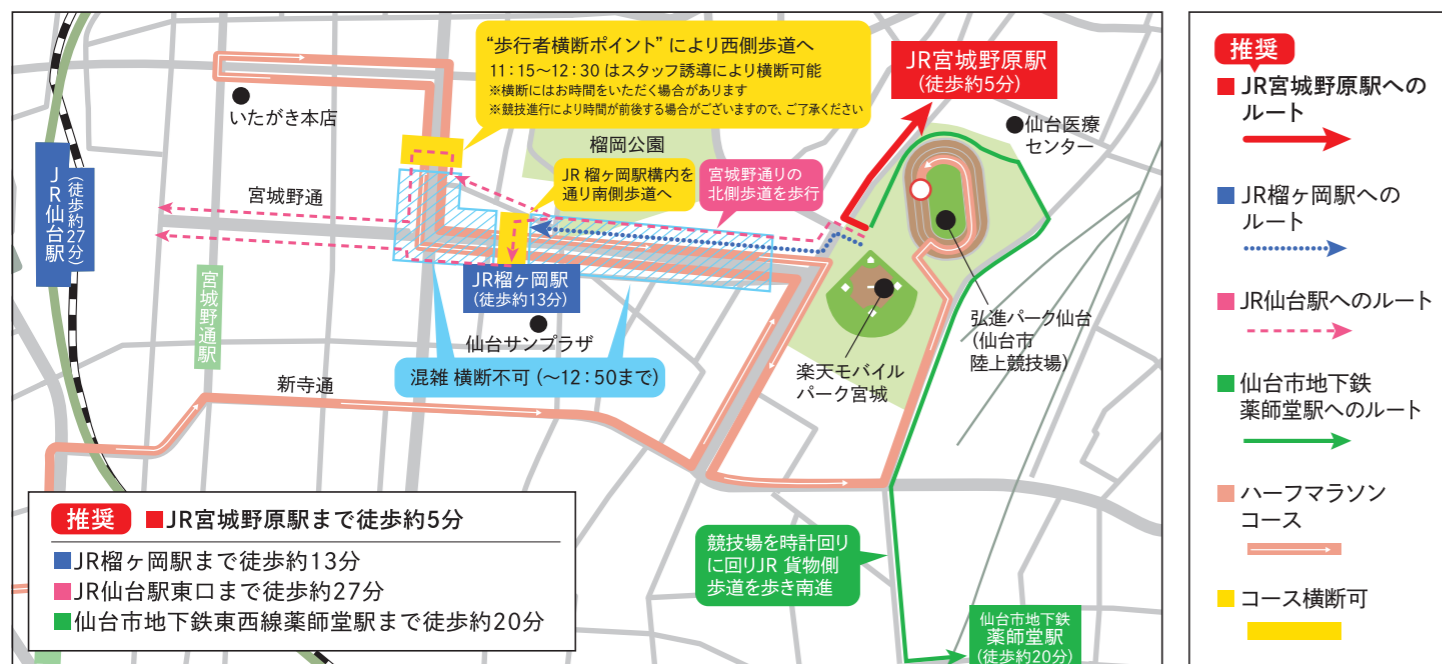 “歩行者横断ポイント” により西側歩道へ
11：15〜12：30 はスタッフ誘導により横断可能
※横断にはお時間をいただく場合があります
※競技進行により時間が前後する場合がございますので、ご了承ください
JR宮城野原駅
(徒歩約5分)
いたがき本店
榴岡公園
仙台医療
センター
JR仙台駅
(徒歩約27分)
宮城野通
JR 榴ヶ岡駅構内を
通り南側歩道へ
宮城野通りの
北側歩道を歩行
宮城野通駅
JR榴ヶ岡駅
(徒歩約13分)
仙台サンプラザ
混雑 横断不可 (〜12：50まで)
楽天モバイル
パーク宮城
弘進パーク仙台
(仙台市
陸上競技場)
新寺通
推奨 JR宮城野原駅まで徒歩約5分
JR榴ヶ岡駅まで徒歩約13分
JR仙台駅東口まで徒歩約27分
仙台市地下鉄東西線薬師堂駅まで徒歩約20分
競技場を時計回り
に回りJR 貨物側
歩道を歩き南進
仙台市地下鉄
薬師堂駅
(徒歩約20分)
推奨
JR宮城野原駅への
ルート
JR榴ヶ岡駅への
ルート
JR仙台駅へのルート
仙台市地下鉄
薬師堂駅へのルート
ハーフマラソン
コース
コース横断可